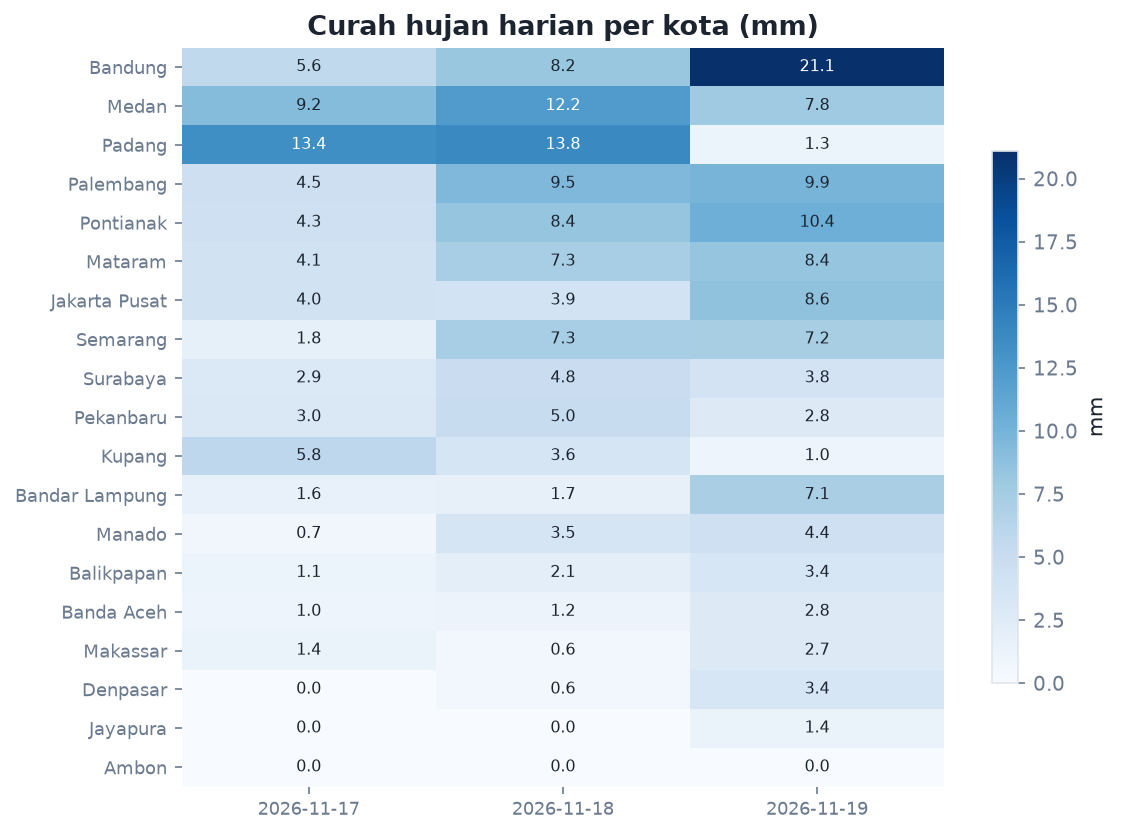 Curah hujan harian per kota (mm)
Bandung 5.6 8.2 21.1
Medan 9.2 12.2 7.8
Padang 13.4 13.8 1.3
Palembang 4.5 9.5 9.9
Pontianak 4.3 8.4 10.4
Mataram 4.1 7.3 8.4
Jakarta Pusat 4.0 3.9 8.6
Semarang 1.8 7.3 7.2
Surabaya 2.9 4.8 3.8
Pekanbaru 3.0 5.0 2.8
Kupang 5.8 3.6 1.0
Bandar Lampung 1.6 1.7 7.1
Manado 0.7 3.5 4.4
Balikpapan 1.1 2.1 3.4
Banda Aceh 1.0 1.2 2.8
Makassar 1.4 0.6 2.7
Denpasar 0.0 0.6 3.4
Jayapura 0.0 0.0 1.4
Ambon 0.0 0.0 0.0
2026-11-17 2026-11-18 2026-11-19
20.0
17.5
15.0
12.5
10.0
7.5
5.0
2.5
0.0
mm